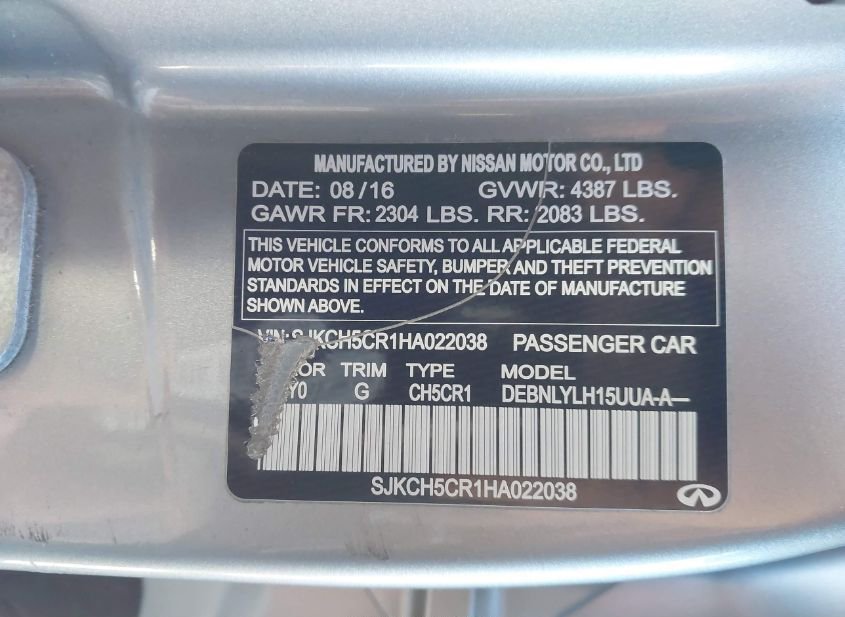 MANUFACTURED BY NISSAN MOTOR CO., LTD
DATE: 08/16 GVWR: 4387 LBS.
GAWR FR: 2304 LBS. RR: 2083 LBS.
THIS VEHICLE CONFORMS TO ALL APPLICABLE FEDERAL
MOTOR VEHICLE SAFETY, BUMPER AND THEFT PREVENTION
STANDARDS IN EFFECT ON THE DATE OF MANUFACTURE
SHOWN ABOVE.
VIN: SJKCH5CR1HA022038 PASSENGER CAR
TRIM TYPE MODEL
G CH5CR1 DEBNLYLH15UUA-A—
SJKCH5CR1HA022038